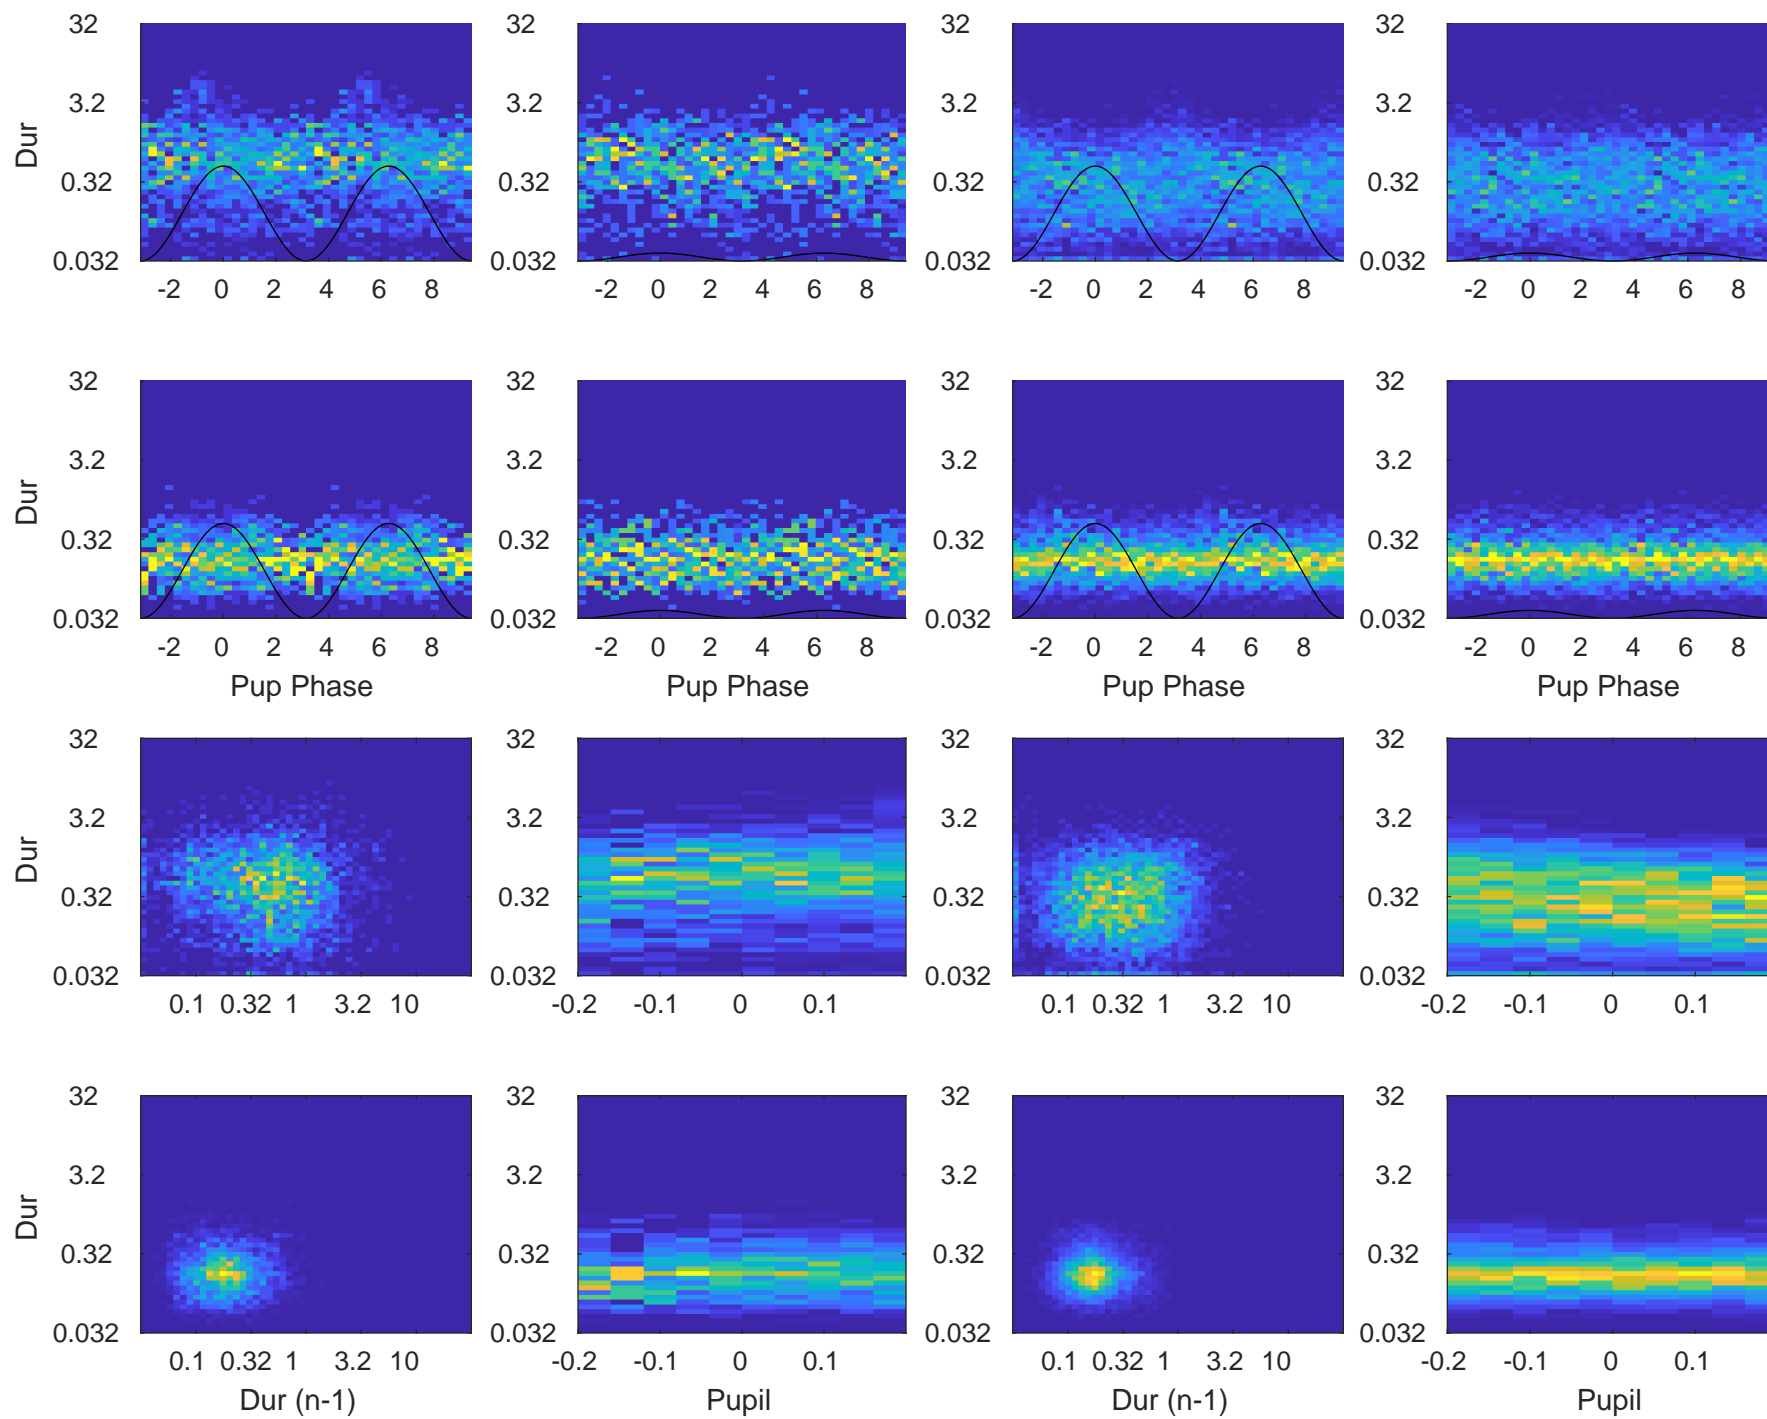 32 32 32 32
3.2 3.2 3.2 3.2
Dur
0.32 0.32 0.32 0.32
0.032 0.032 0.032 0.032
-2 0 2 4 6 8 -2 0 2 4 6 8 -2 0 2 4 6 8 -2 0 2 4 6 8
32 32 32 32
3.2 3.2 3.2 3.2
Dur
0.32 0.32 0.32 0.32
0.032 0.032 0.032 0.032
-2 0 2 4 6 8 -2 0 2 4 6 8 -2 0 2 4 6 8 -2 0 2 4 6 8
Pup Phase Pup Phase Pup Phase Pup Phase
32 32 32 32
3.2 3.2 3.2 3.2
Dur
0.32 0.32 0.32 0.32
0.032 0.032 0.032 0.032
0.1 0.32 1 3.2 10 -0.2 -0.1 0 0.1 0.1 0.32 1 3.2 10 -0.2 -0.1 0 0.1
32 32 32 32
3.2 3.2 3.2 3.2
Dur
0.32 0.32 0.32 0.32
0.032 0.032 0.032 0.032
0.1 0.32 1 3.2 10 -0.2 -0.1 0 0.1 0.1 0.32 1 3.2 10 -0.2 -0.1 0 0.1
Dur (n-1) Pupil Dur (n-1) Pupil